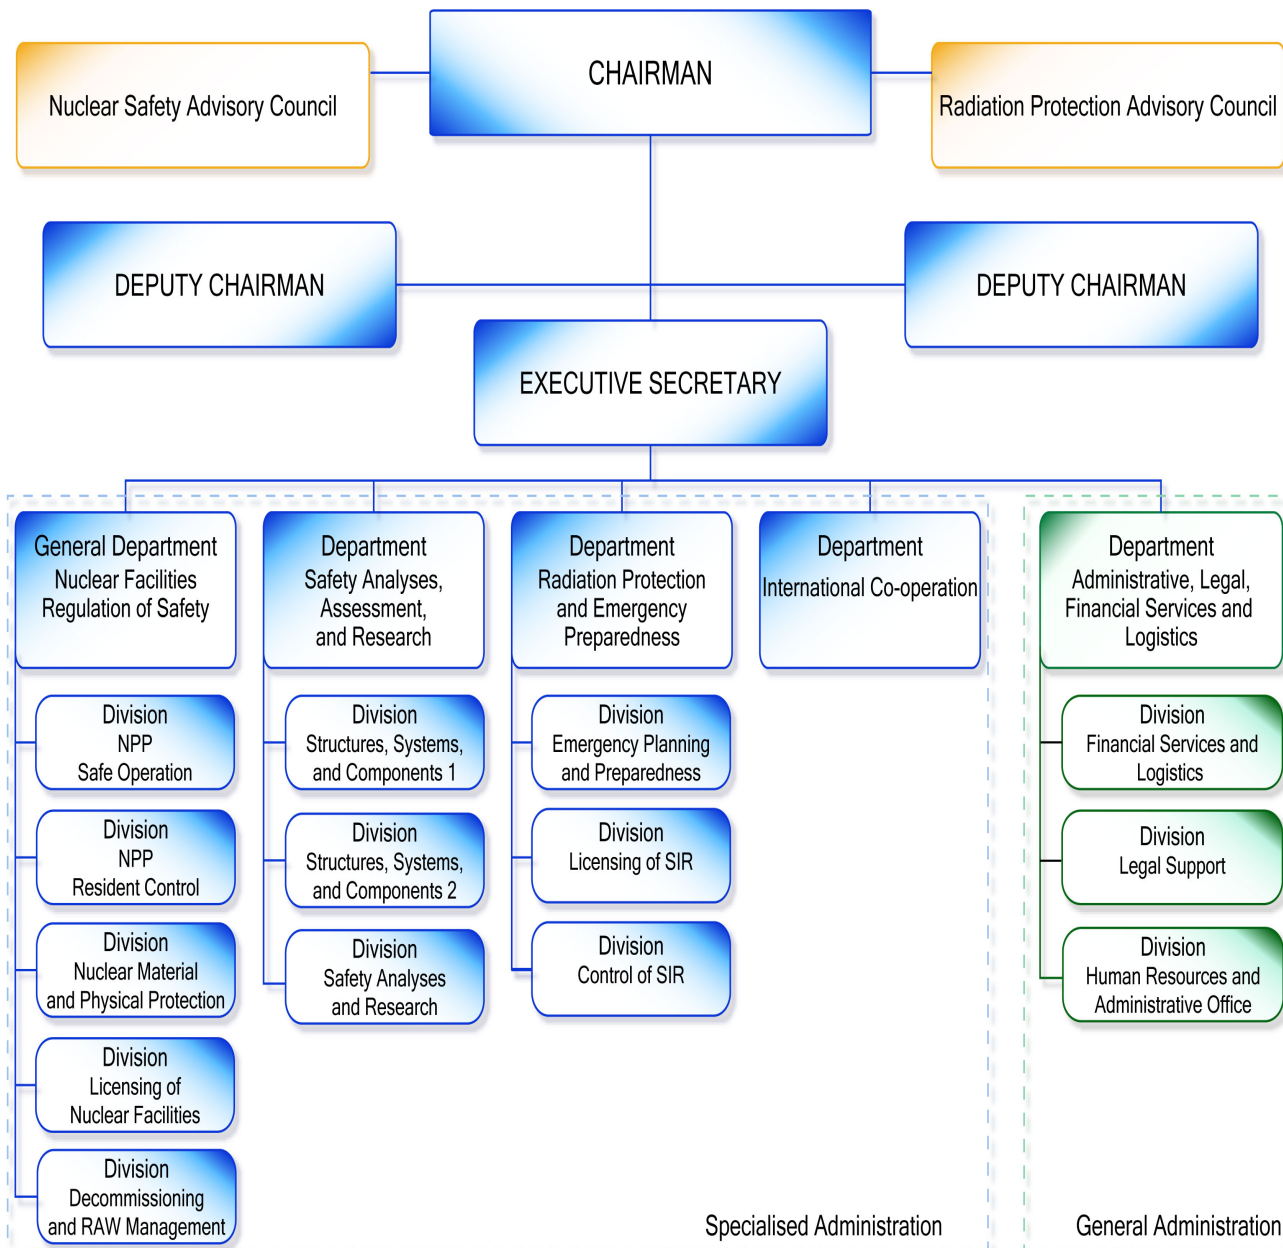 CHAIRMAN
Nuclear Safety Advisory Council
Radiation Protection Advisory Council
DEPUTY CHAIRMAN
DEPUTY CHAIRMAN
EXECUTIVE SECRETARY
General Department
Nuclear Facilities
Regulation of Safety
Division
NPP
Safe Operation
Division
NPP
Resident Control
Division
Nuclear Material
and Physical Protection
Division
Licensing of
Nuclear Facilities
Division
Decommissioning
and RAW Management
Department
Safety Analyses,
Assessment,
and Research
Division
Structures, Systems,
and Components 1
Division
Structures, Systems,
and Components 2
Division
Safety Analyses
and Research
Department
Radiation Protection
and Emergency
Preparedness
Division
Emergency Planning
and Preparedness
Division
Licensing of SIR
Division
Control of SIR
Department
International Co-operation
Specialised Administration
Department
Administrative, Legal,
Financial Services and
Logistics
Division
Financial Services and
Logistics
Division
Legal Support
Division
Human Resources and
Administrative Office
General Administration